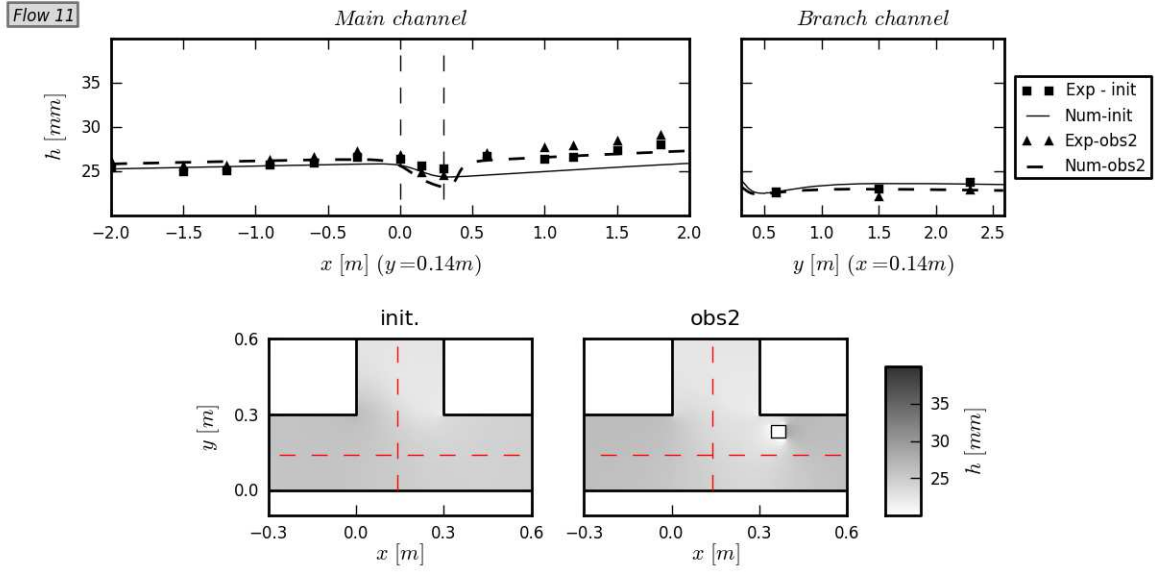 Flow 11
Main channel
Branch channel
h [mm]
35
30
25
−2.0 −1.5 −1.0 −0.5 0.0 0.5 1.0 1.5 2.0
x [m] (y =0.14m)
35
30
25
0.5 1.0 1.5 2.0 2.5
y [m] (x =0.14m)
Exp - init
Num-init
Exp-obs2
Num-obs2
init.
obs2
y [m]
0.6
0.3
0.0
−0.3 0.0 0.3 0.6
x [m]
−0.3 0.0 0.3 0.6
x [m]
35
30
25
h [mm]